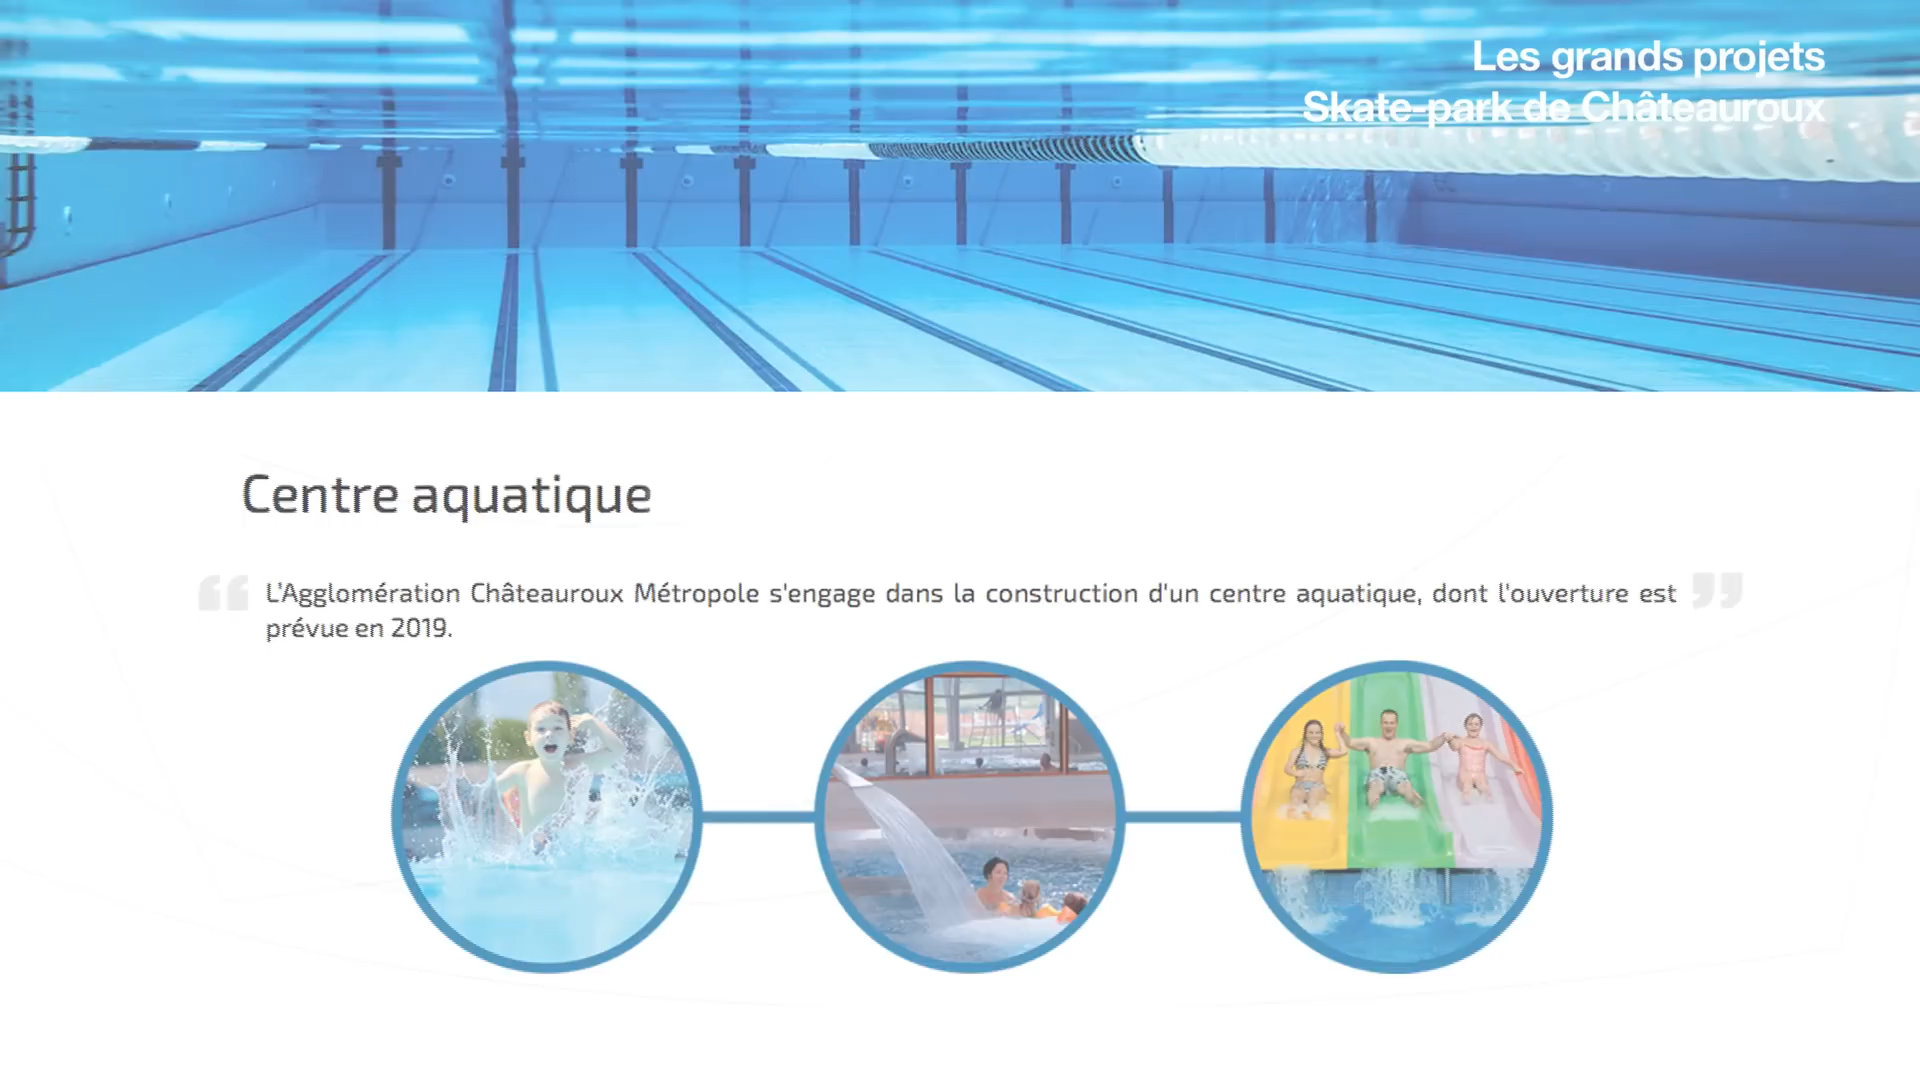 Les grands projets
Skate-park de Châteauroux
Centre aquatique
“ L'Agglomération Châteauroux Métropole s'engage dans la construction d'un centre aquatique, dont l'ouverture est ”
prévue en 2019.